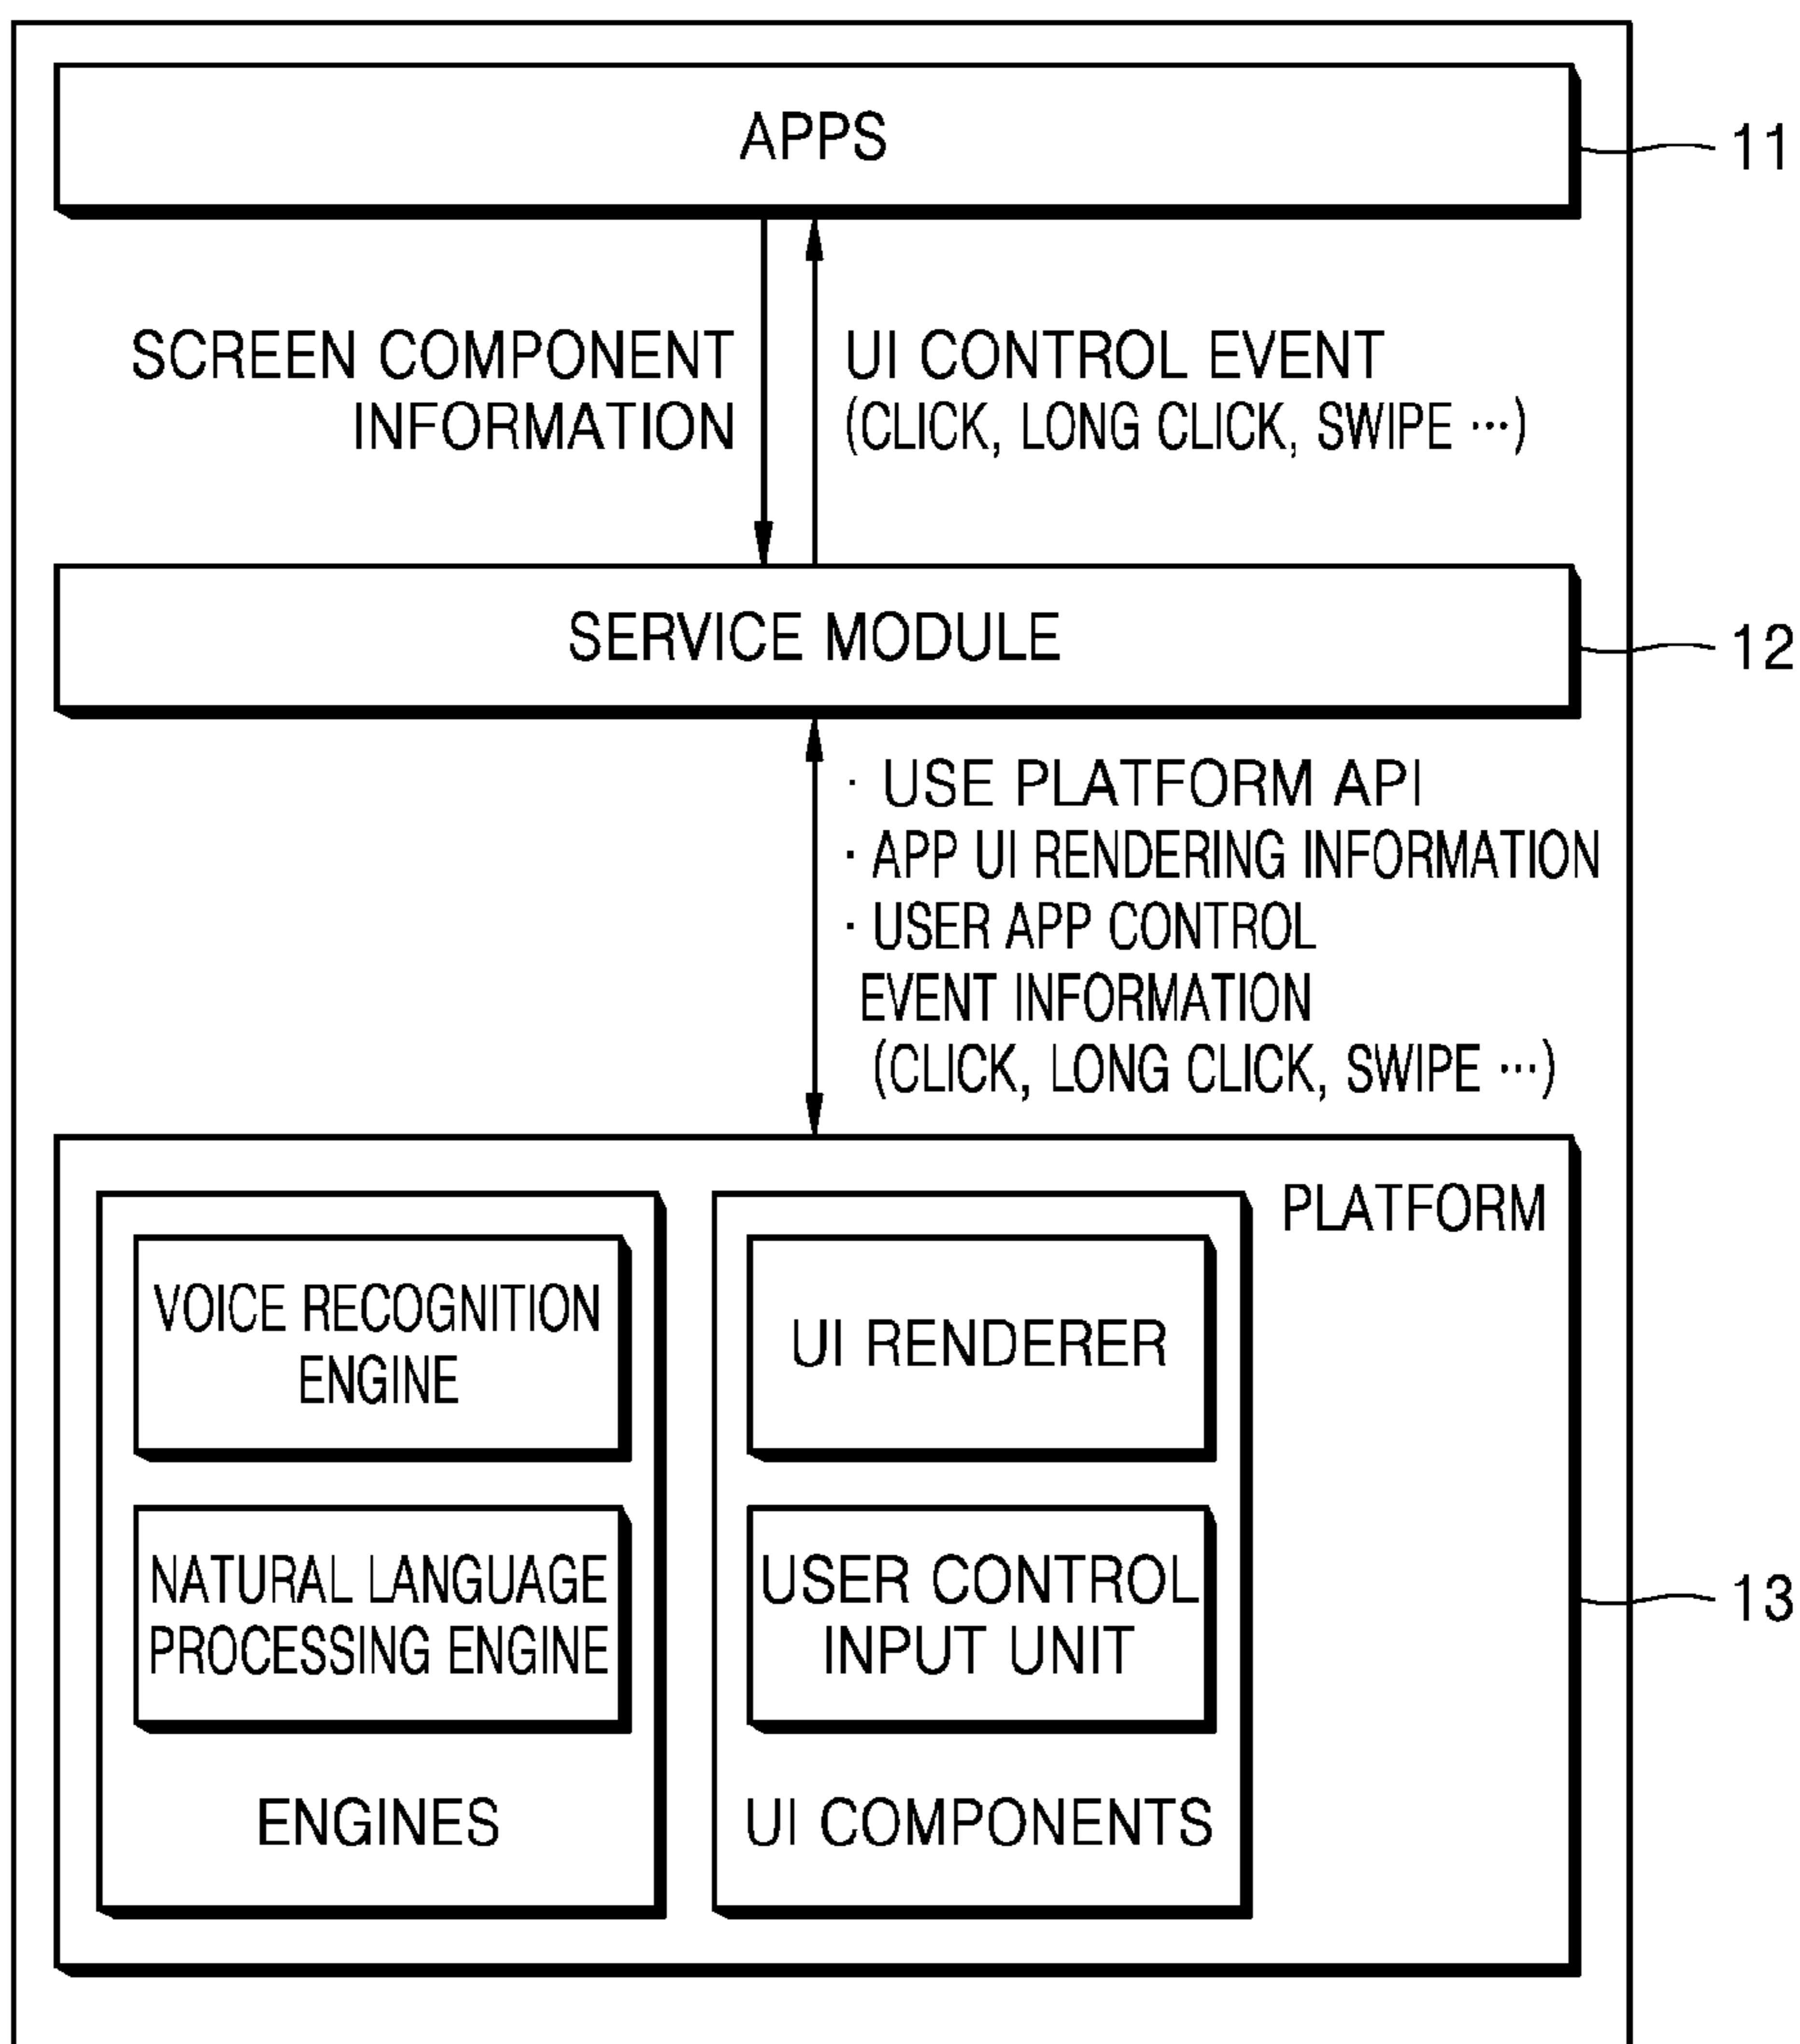 APPS
11
SCREEN COMPONENT
INFORMATION
UI CONTROL EVENT
(CLICK, LONG CLICK, SWIPE ···)
SERVICE MODULE
12
· USE PLATFORM API
· APP UI RENDERING INFORMATION
· USER APP CONTROL
EVENT INFORMATION
(CLICK, LONG CLICK, SWIPE ···)
PLATFORM
VOICE RECOGNITION
ENGINE
NATURAL LANGUAGE
PROCESSING ENGINE
ENGINES
UI RENDERER
USER CONTROL
INPUT UNIT
UI COMPONENTS
13